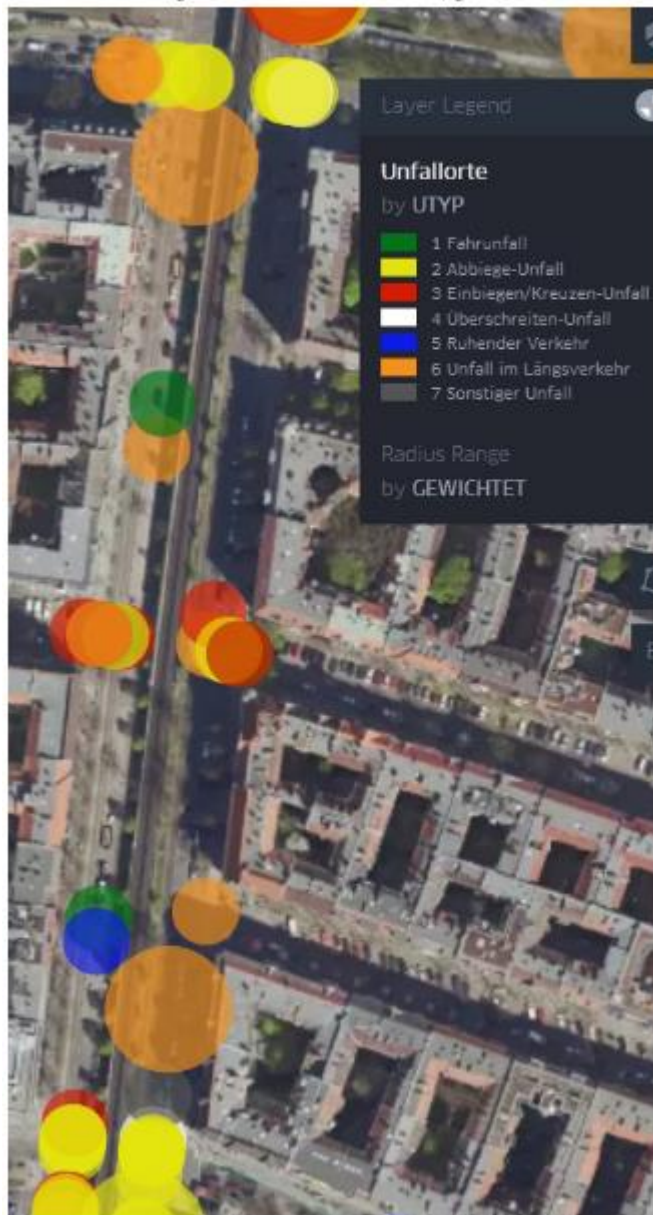 Layer Legend
Unfallorte
by UTYP
1 Fahrunfall
2 Abbiege-Unfall
3 Einbiegen/Kreuzen-Unfall
4 Überschreiten-Unfall
5 Ruhender Verkehr
6 Unfall im Längsverkehr
7 Sonstiger Unfall
Radius Range
by GEWICHTET